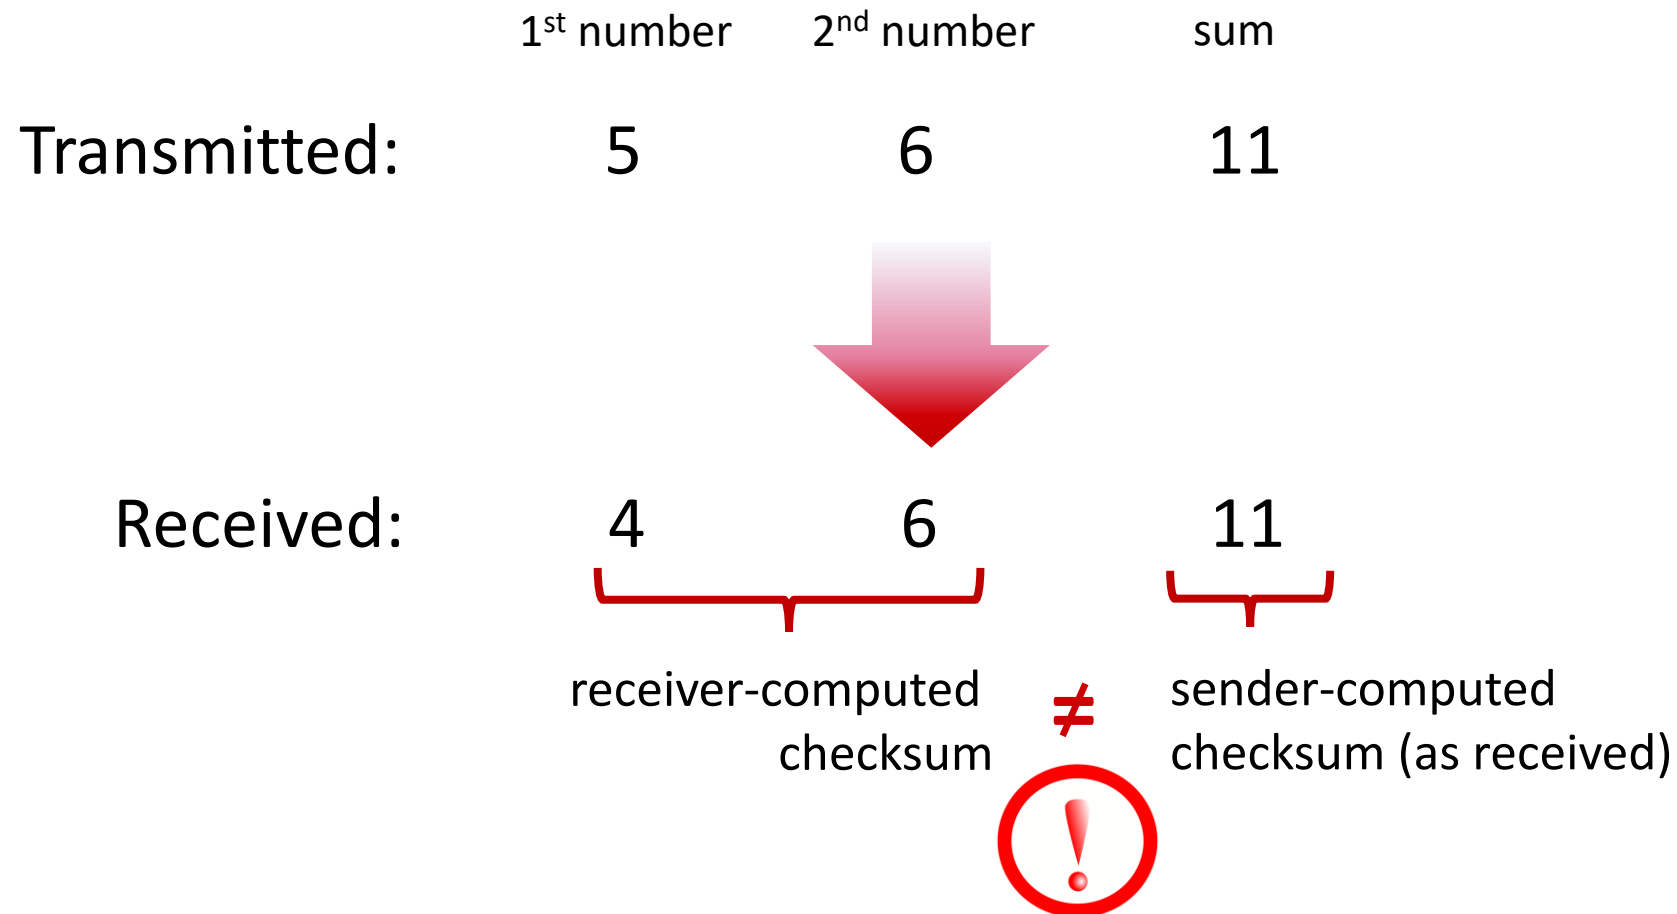 1st number 2nd number sum
Transmitted: 5 6 11
Received: 4 6 11
receiver-computed ≠ sender-computed
checksum checksum (as received)
!